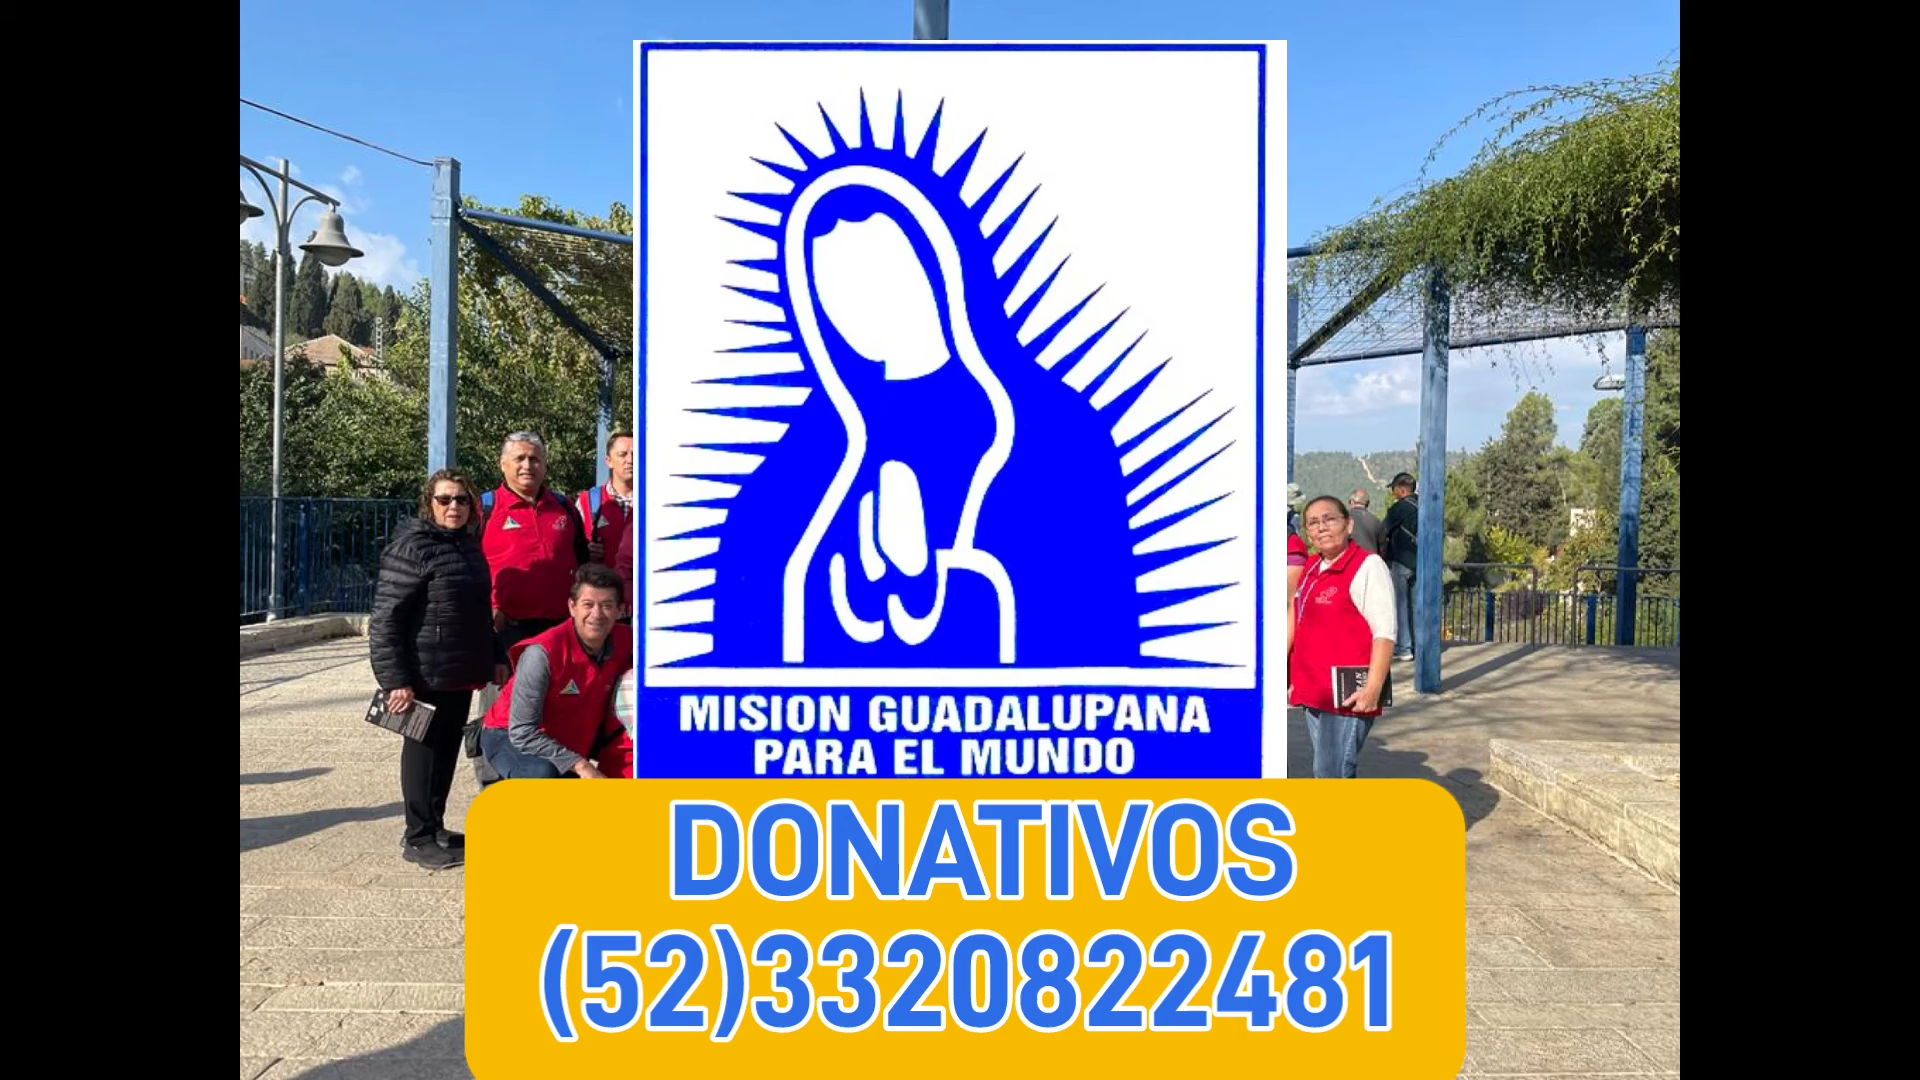 MISION GUADALUPANA
PARA EL MUNDO
DONATIVOS
(52)3320822481